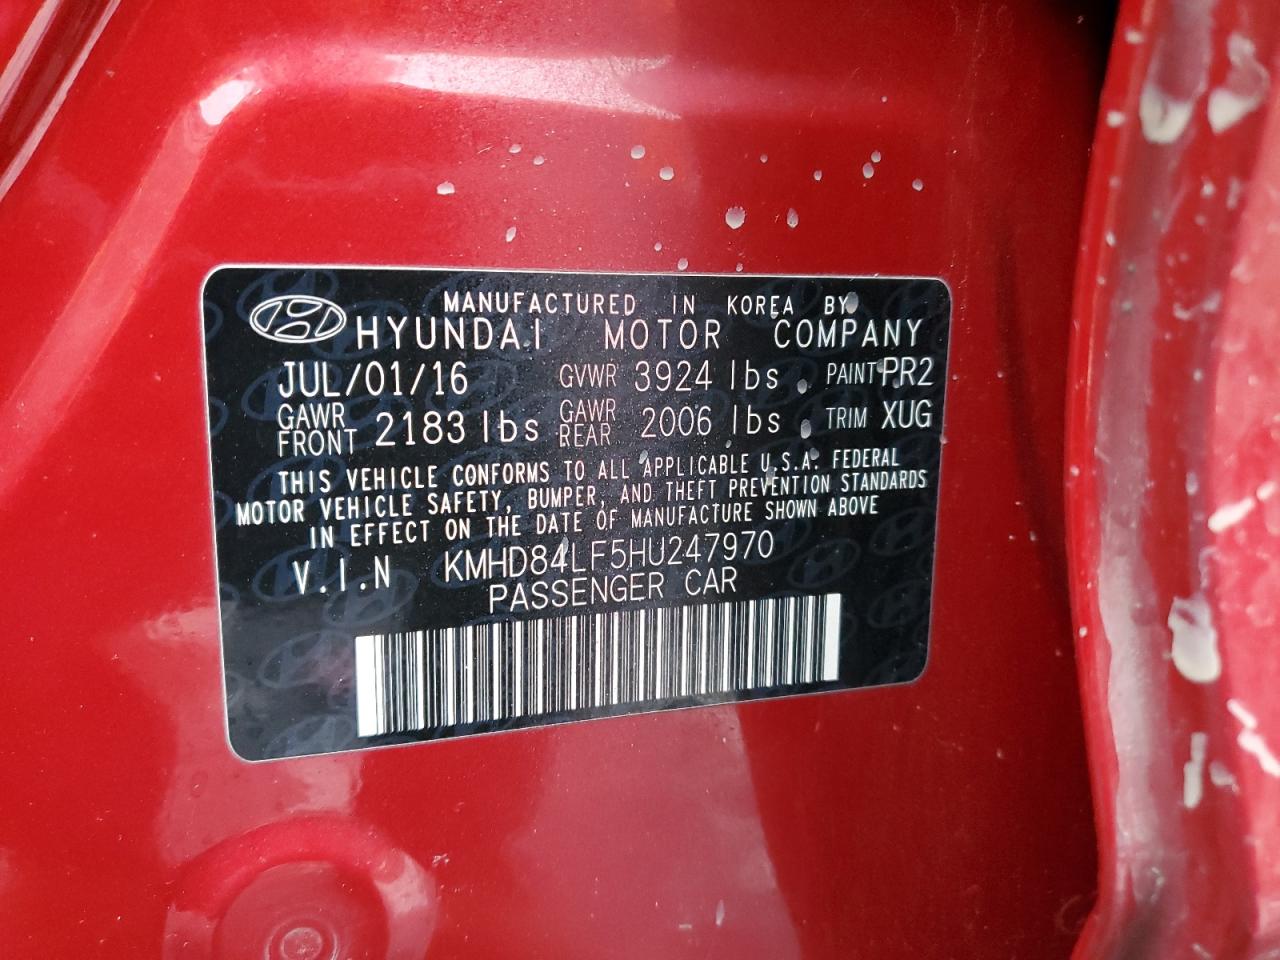 MANUFACTURED IN KOREA BY
HYUNDAI MOTOR COMPANY
JUL/01/16 GVWR 3924 lbs PAINT PR2
GAWR FRONT 2183 lbs GAWR REAR 2006 lbs TRIM XUG
THIS VEHICLE CONFORMS TO ALL APPLICABLE U.S.A. FEDERAL
MOTOR VEHICLE SAFETY, BUMPER, AND THEFT PREVENTION STANDARDS
IN EFFECT ON THE DATE OF MANUFACTURE SHOWN ABOVE
V.I.N KMHD84LF5HU247970
PASSENGER CAR